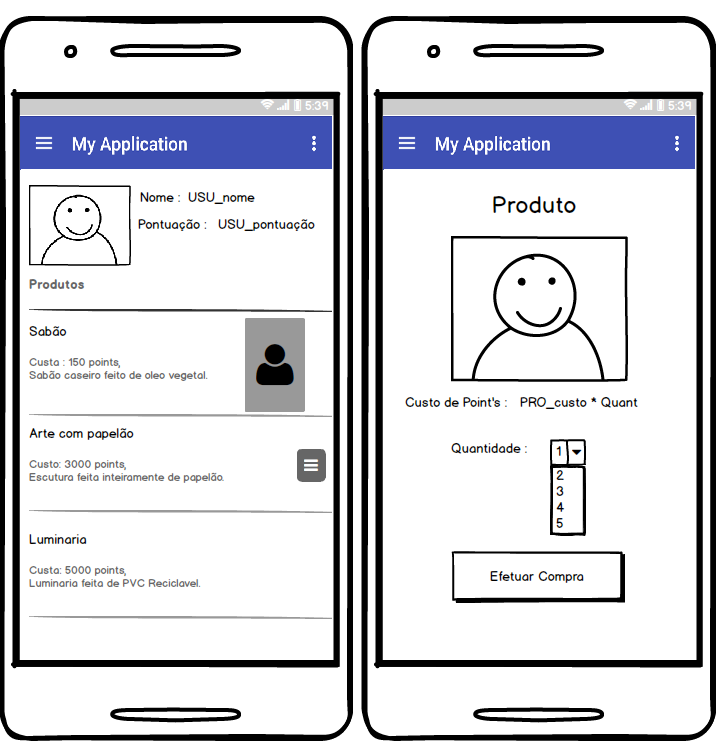 5:39
My Application
Nome : USU_nome
Pontuação : USU_pontuação
Produtos
Sabão
Custa : 150 points,
Sabão caseiro feito de oleo vegetal.
Arte com papelão
Custa: 3000 points,
Escutura feita inteiramente de papelão.
Luminaria
Custa: 5000 points,
Luminaria feita de PVC Reciclavel.
5:39
My Application
Produto
Custo de Point's : PRO_custo * Quant
Quantidade : 1
2
3
4
5
Efetuar Compra